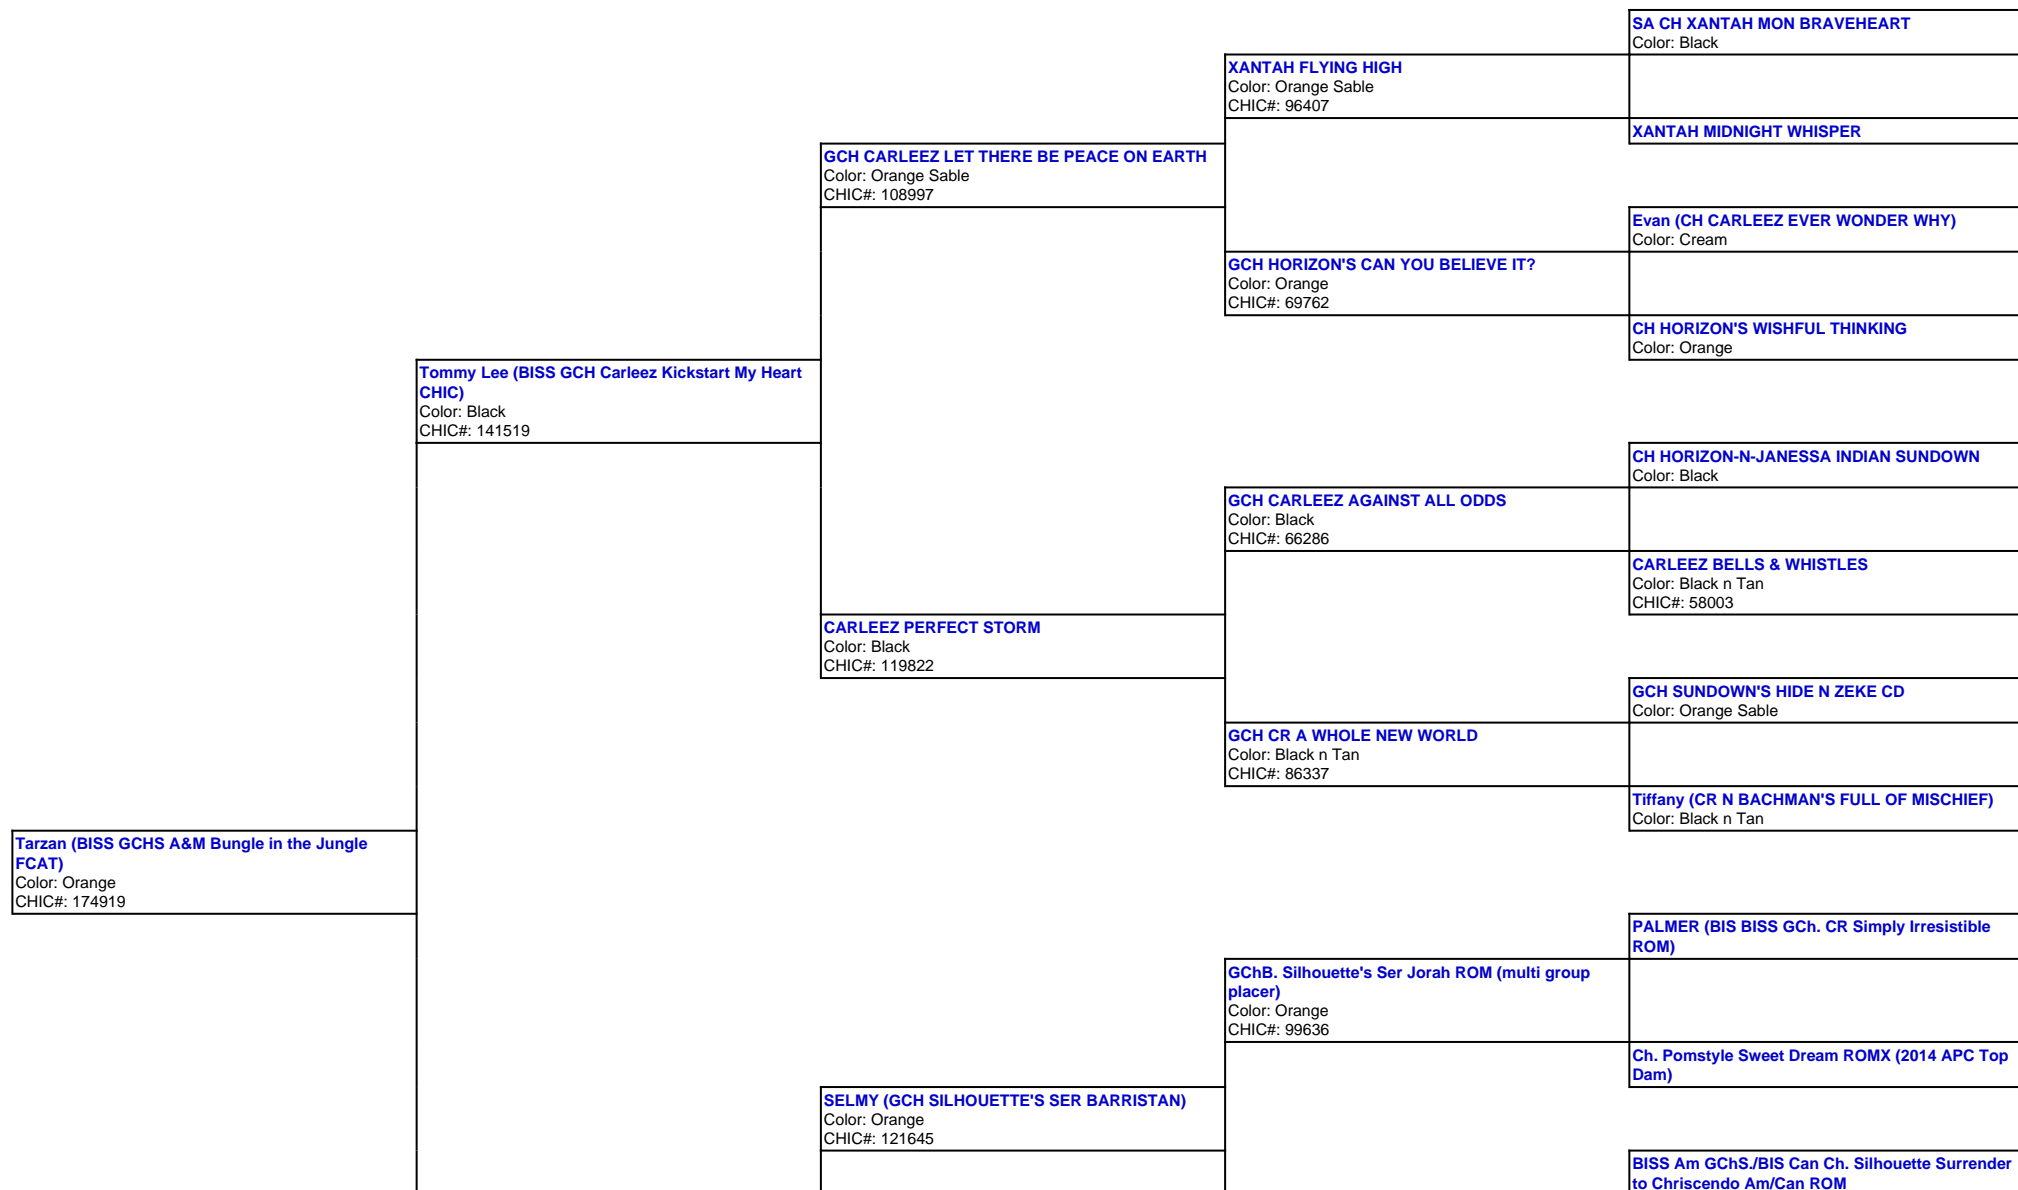 SA CH XANTAH MON BRAVEHEART
Color: Black
XANTAH FLYING HIGH
Color: Orange Sable
CHIC#: 96407
XANTAH MIDNIGHT WHISPER
GCH CARLEEZ LET THERE BE PEACE ON EARTH
Color: Orange Sable
CHIC#: 108997
Evan (CH CARLEEZ EVER WONDER WHY)
Color: Cream
GCH HORIZON'S CAN YOU BELIEVE IT?
Color: Orange
CHIC#: 69762
CH HORIZON'S WISHFUL THINKING
Color: Orange
Tommy Lee (BISS GCH Carleez Kickstart My Heart
CHIC)
Color: Black
CHIC#: 141519
CH HORIZON-N-JANESSA INDIAN SUNDOWN
Color: Black
GCH CARLEEZ AGAINST ALL ODDS
Color: Black
CHIC#: 66286
CARLEEZ BELLS & WHISTLES
Color: Black n Tan
CHIC#: 58003
CARLEEZ PERFECT STORM
Color: Black
CHIC#: 119822
GCH SUNDOWN'S HIDE N ZEKE CD
Color: Orange Sable
GCH CR A WHOLE NEW WORLD
Color: Black n Tan
CHIC#: 86337
Tiffany (CR N BACHMAN'S FULL OF MISCHIEF)
Color: Black n Tan
Tarzan (BISS GCHS A&M Bungle in the Jungle
FCAT)
Color: Orange
CHIC#: 174919
PALMER (BIS BISS GCh. CR Simply Irresistible
ROM)
GChB. Silhouette's Ser Jorah ROM (multi group
placer)
Color: Orange
CHIC#: 99636
Ch. Pomstyle Sweet Dream ROMX (2014 APC Top
Dam)
SELMY (GCH SILHOUETTE'S SER BARRISTAN)
Color: Orange
CHIC#: 121645
BISS Am GChS./BIS Can Ch. Silhouette Surrender
to Chriscendo Am/Can ROM